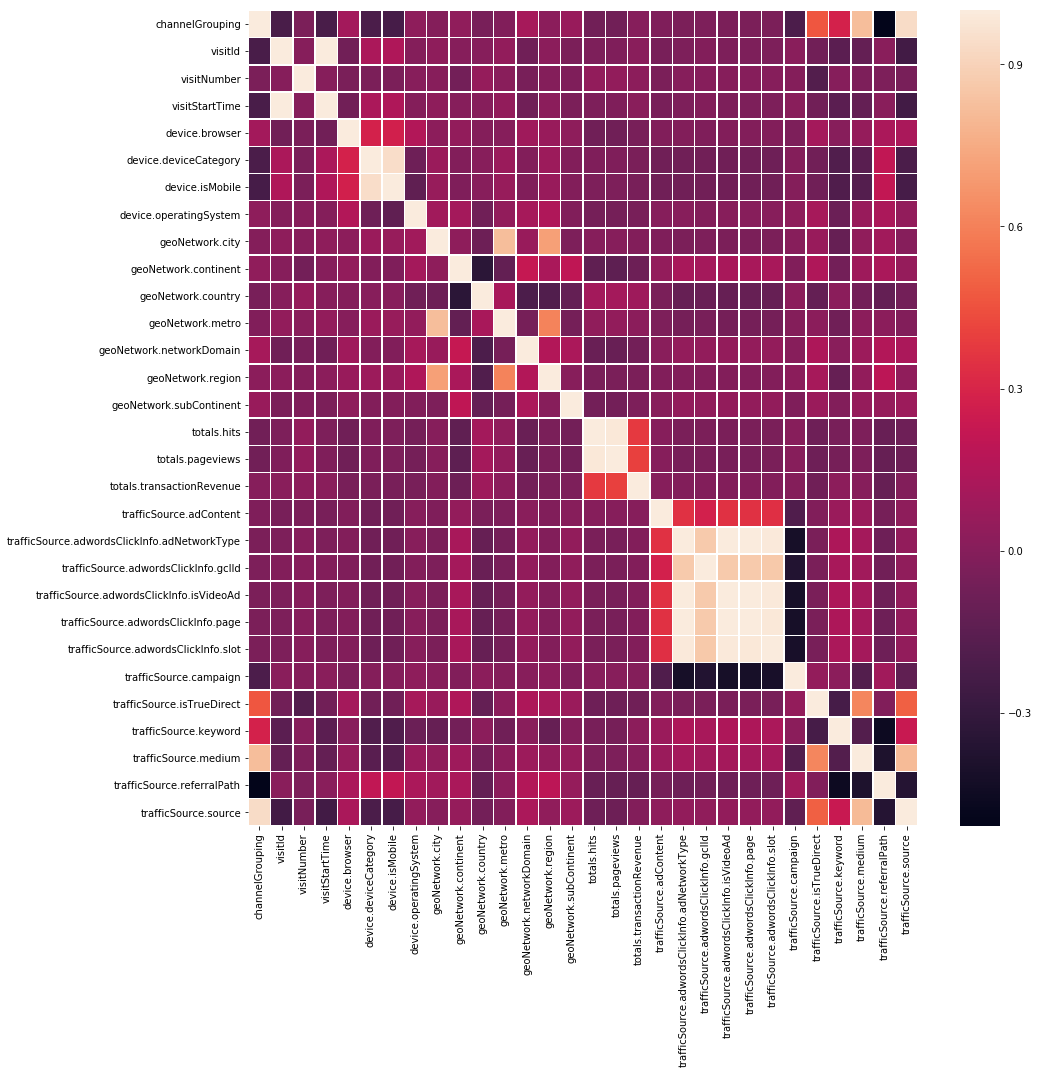 channelGrouping
visitId
visitNumber
visitStartTime
device.browser
device.deviceCategory
device.isMobile
device.operatingSystem
geoNetwork.city
geoNetwork.continent
geoNetwork.country
geoNetwork.metro
geoNetwork.networkDomain
geoNetwork.region
geoNetwork.subContinent
totals.hits
totals.pageviews
totals.transactionRevenue
trafficSource.adContent
trafficSource.adwordsClickInfo.adNetworkType
trafficSource.adwordsClickInfo.gclId
trafficSource.adwordsClickInfo.isVideoAd
trafficSource.adwordsClickInfo.page
trafficSource.adwordsClickInfo.slot
trafficSource.campaign
trafficSource.isTrueDirect
trafficSource.keyword
trafficSource.medium
trafficSource.referralPath
trafficSource.source
channelGrouping
visitId
visitNumber
visitStartTime
device.browser
device.deviceCategory
device.isMobile
device.operatingSystem
geoNetwork.city
geoNetwork.continent
geoNetwork.country
geoNetwork.metro
geoNetwork.networkDomain
geoNetwork.region
geoNetwork.subContinent
totals.hits
totals.pageviews
totals.transactionRevenue
trafficSource.adContent
trafficSource.adwordsClickInfo.adNetworkType
trafficSource.adwordsClickInfo.gclId
trafficSource.adwordsClickInfo.isVideoAd
trafficSource.adwordsClickInfo.page
trafficSource.adwordsClickInfo.slot
trafficSource.campaign
trafficSource.isTrueDirect
trafficSource.keyword
trafficSource.medium
trafficSource.referralPath
trafficSource.source
0.9
0.6
0.3
0.0
−0.3